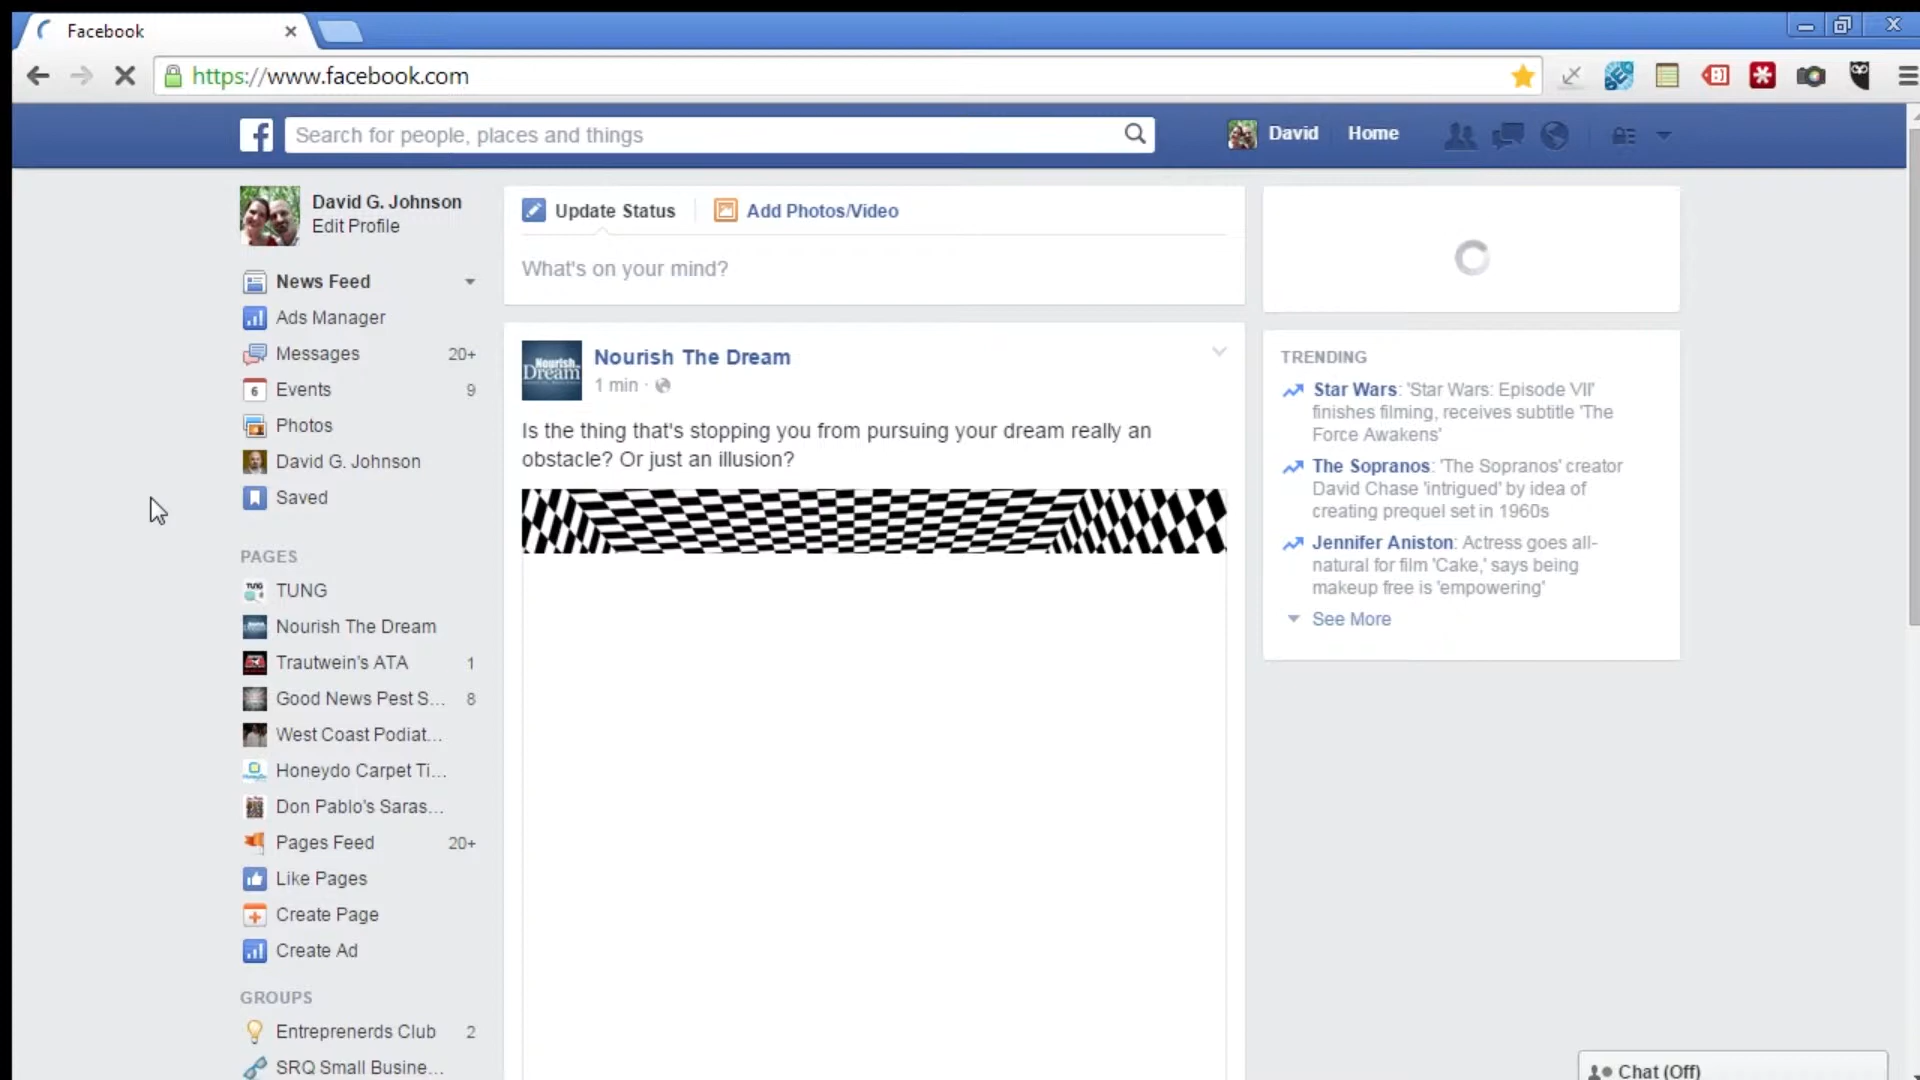 Facebook
https://www.facebook.com
Search for people, places and things
David
Home
David G. Johnson
Edit Profile
News Feed
Ads Manager
Messages 20+
6 Events 9
Photos
David G. Johnson
Saved
PAGES
TUNG
Nourish The Dream
Trautwein's ATA 1
Good News Pest S... 8
West Coast Podiat...
Honeydo Carpet Ti...
Don Pablo's Saras...
Pages Feed 20+
Like Pages
Create Page
Create Ad
GROUPS
Entreprenerds Club 2
SRQ Small Busine...
Update Status
Add Photos/Video
What's on your mind?
Nourish
Dream
Nourish The Dream
1 min ·
Is the thing that's stopping you from pursuing your dream really an
obstacle? Or just an illusion?
TRENDING
Star Wars: 'Star Wars: Episode VII'
finishes filming, receives subtitle 'The
Force Awakens'
The Sopranos: 'The Sopranos' creator
David Chase 'intrigued' by idea of
creating prequel set in 1960s
Jennifer Aniston: Actress goes all-
natural for film 'Cake,' says being
makeup free is 'empowering'
See More
Chat (Off)